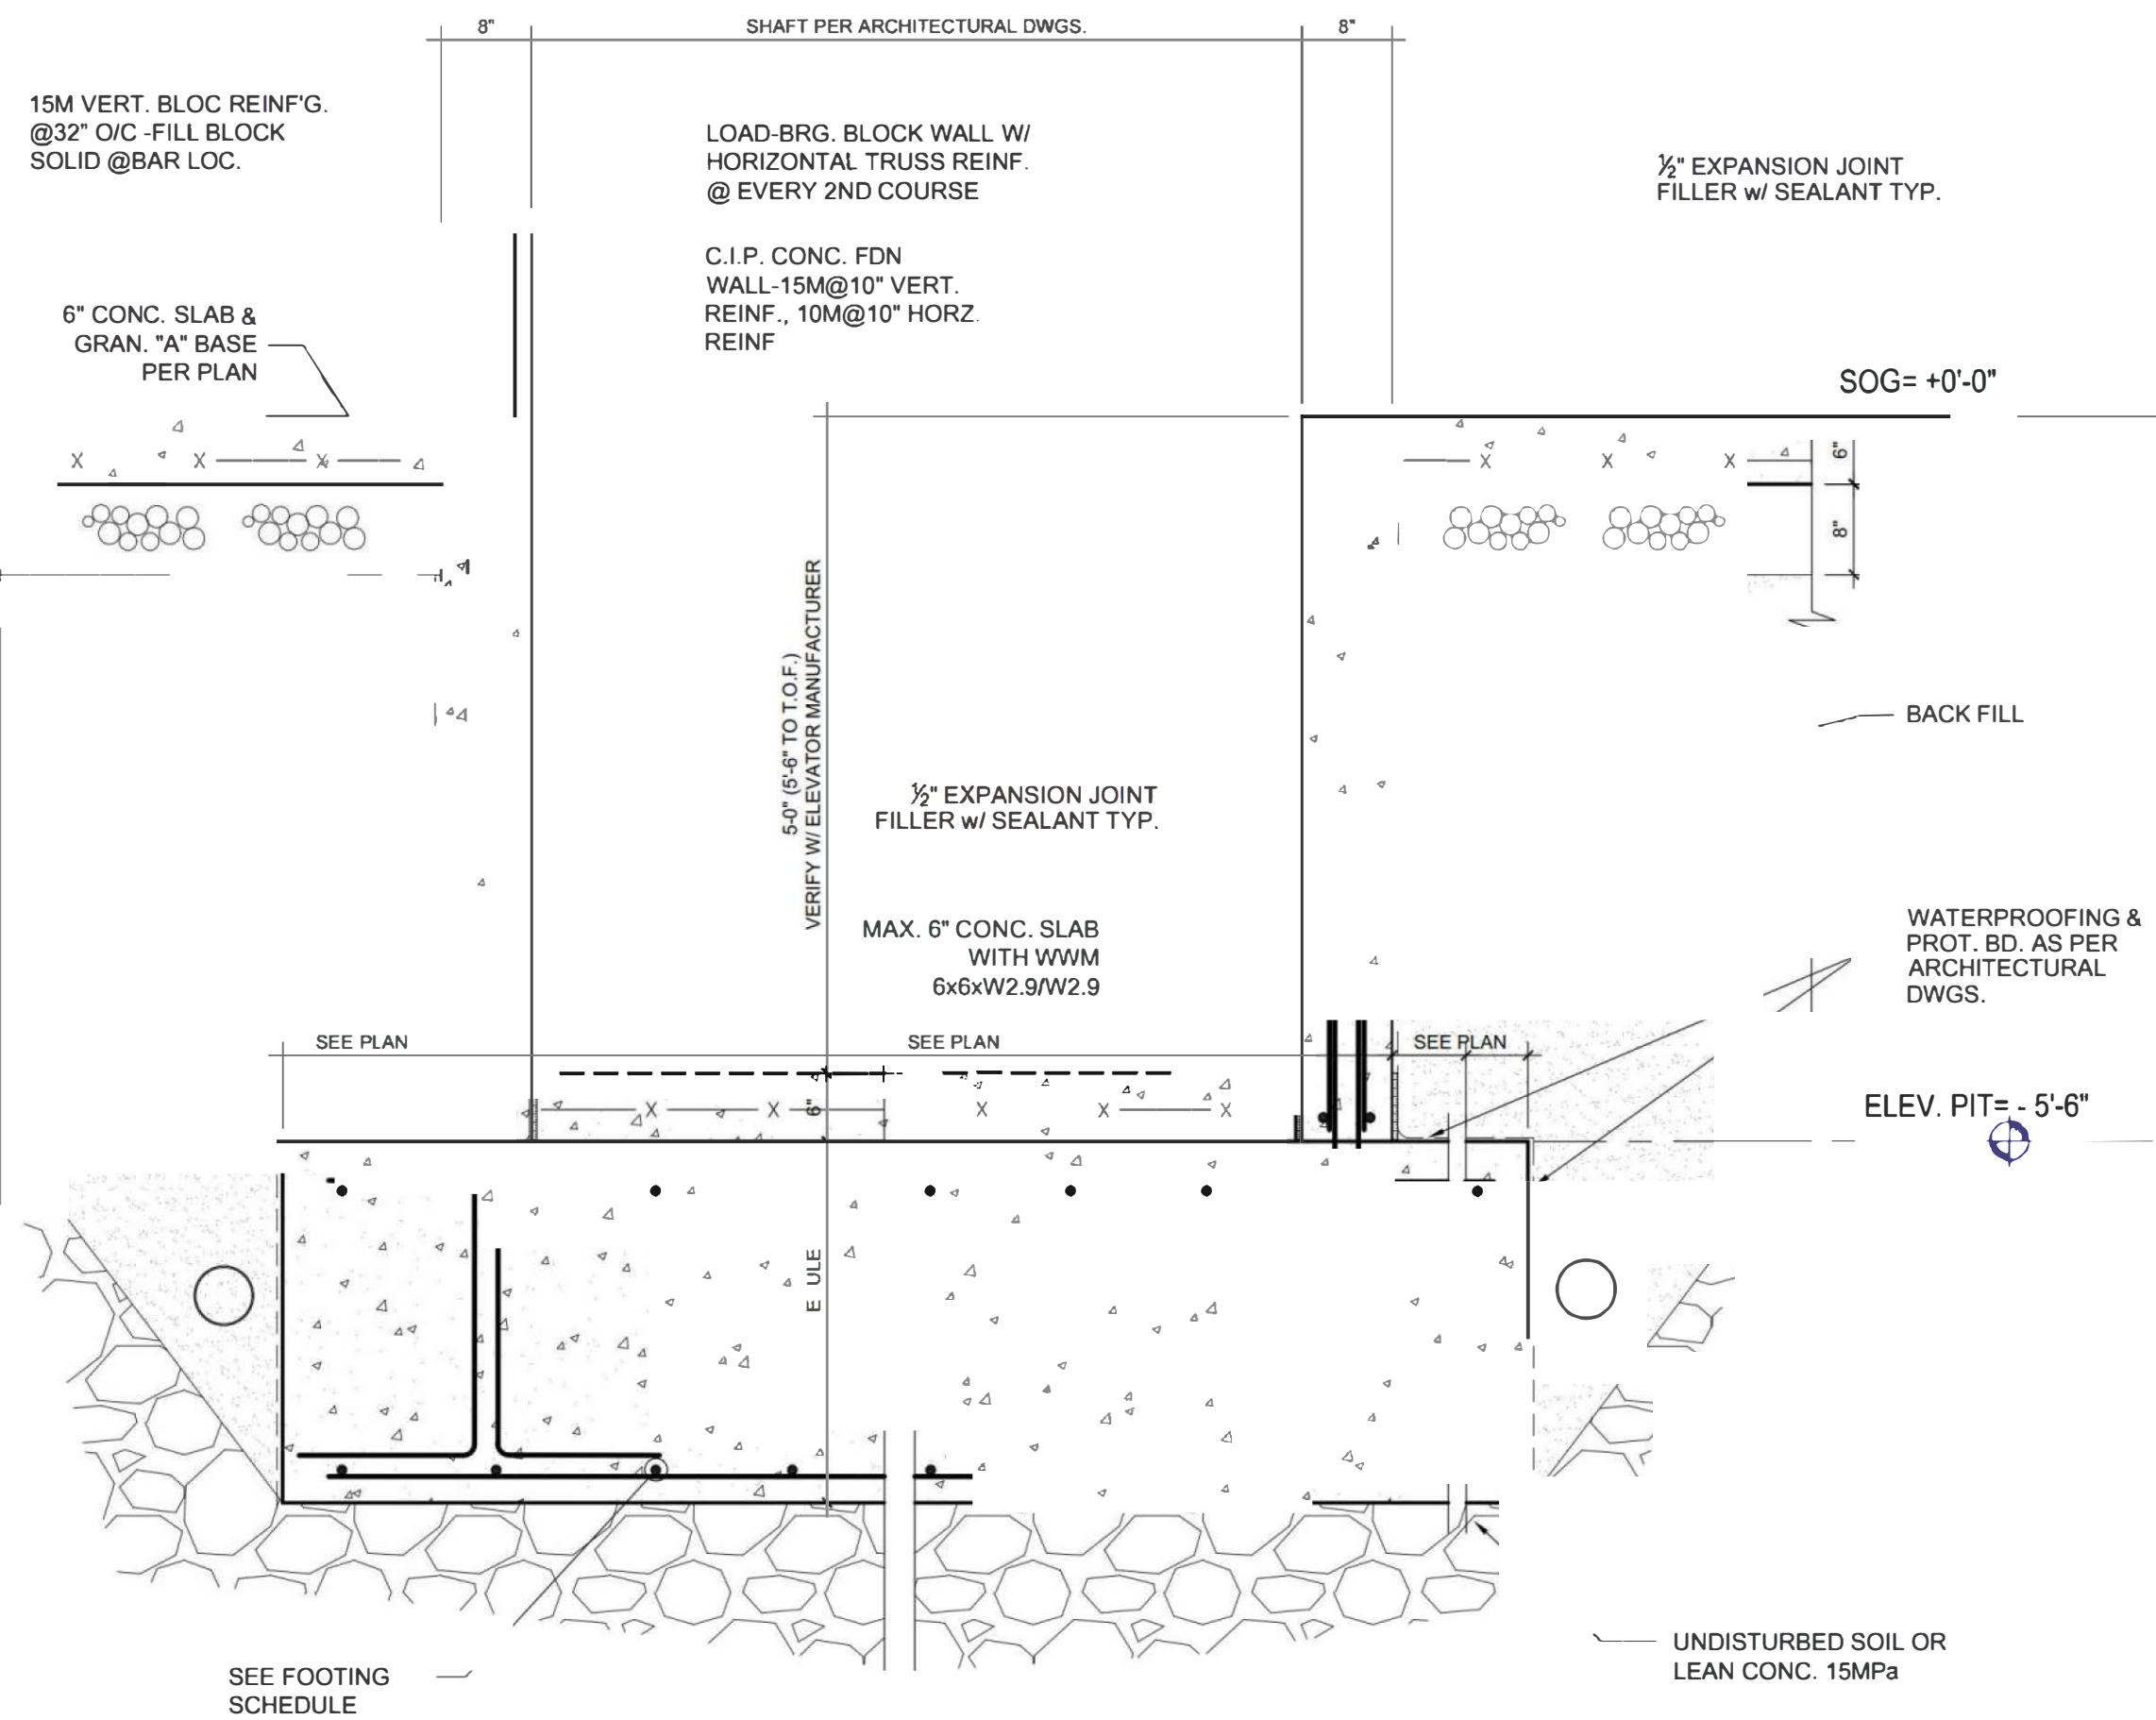 8"
SHAFT PER ARCHITECTURAL DWGS.
8"
15M VERT. BLOC REINF'G.
@32" O/C -FILL BLOCK
SOLID @BAR LOC.
LOAD-BRG. BLOCK WALL W/
HORIZONTAL TRUSS REINF.
@ EVERY 2ND COURSE
½" EXPANSION JOINT
FILLER w/ SEALANT TYP.
C.I.P. CONC. FDN
WALL-15M@10" VERT.
REINF., 10M@10" HORZ.
REINF
6" CONC. SLAB &
GRAN. "A" BASE
PER PLAN
SOG= +0'-0"
X X X
X X X
6"
8"
5-0" (5'-6" TO T.O.F.)
VERIFY W/ ELEVATOR MANUFACTURER
BACK FILL
½" EXPANSION JOINT
FILLER w/ SEALANT TYP.
MAX. 6" CONC. SLAB
WITH WWM
6x6xW2.9/W2.9
WATERPROOFING &
PROT. BD. AS PER
ARCHITECTURAL
DWGS.
SEE PLAN
SEE PLAN
SEE PLAN
X X 6" X X X
ELEV. PIT= - 5'-6"
E ULE
SEE FOOTING
SCHEDULE
UNDISTURBED SOIL OR
LEAN CONC. 15MPa